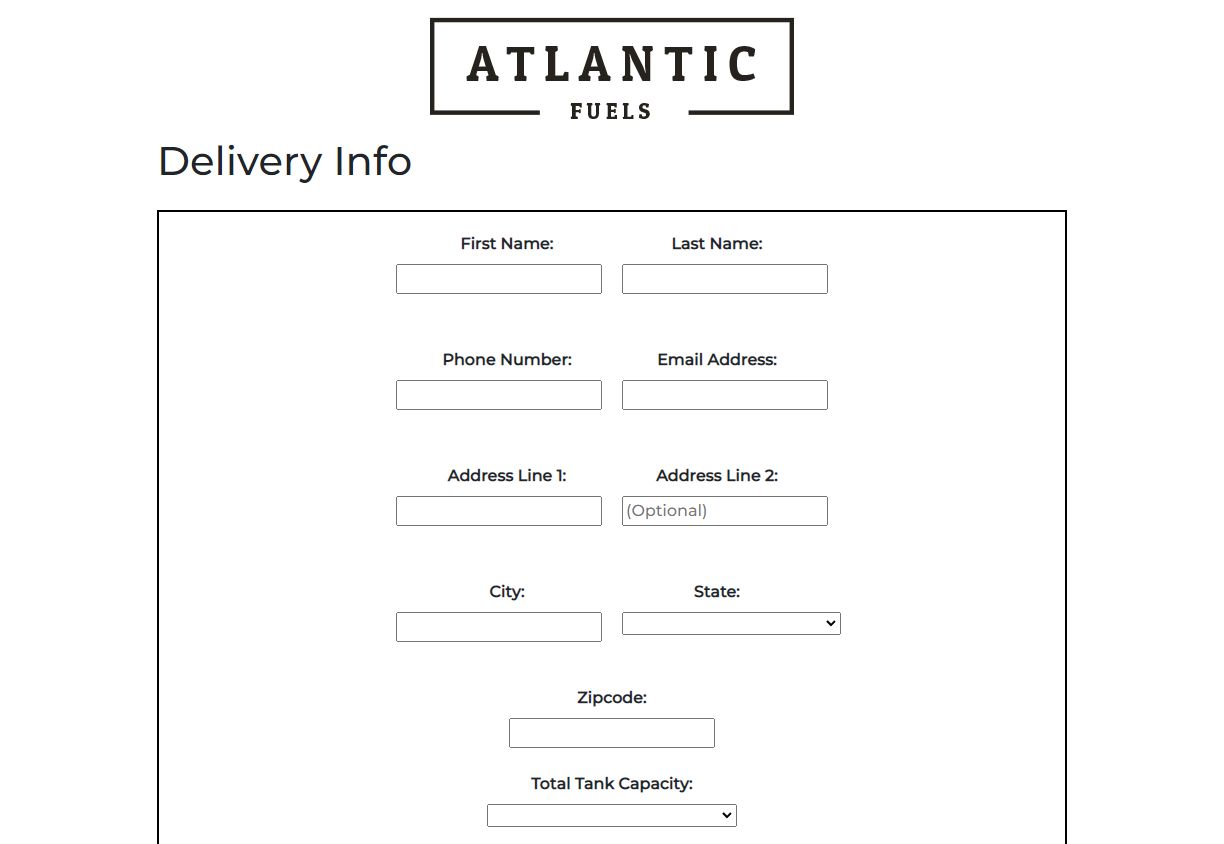 ATLANTIC
FUELS
Delivery Info
First Name: Last Name:
Phone Number: Email Address:
Address Line 1: Address Line 2:
(Optional)
City: State:
Zipcode:
Total Tank Capacity: